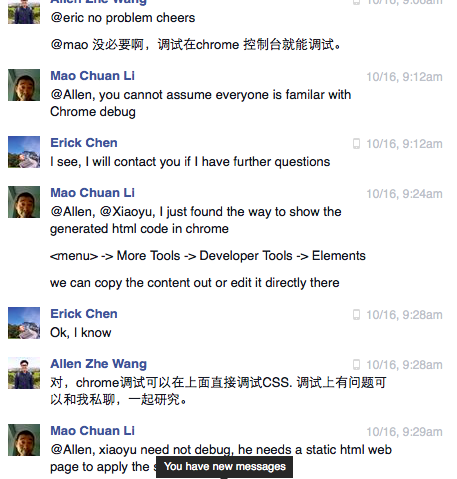 Allen Zhe Wang
10/16, 9:06am
@eric no problem cheers
@mao 没必要啊，调试在chrome 控制台就能调试。
Mao Chuan Li
10/16, 9:12am
@Allen, you cannot assume everyone is familar with
Chrome debug
Erick Chen
10/16, 9:12am
I see, I will contact you if I have further questions
Mao Chuan Li
10/16, 9:24am
@Allen, @Xiaoyu, I just found the way to show the
generated html code in chrome
<menu> -> More Tools -> Developer Tools -> Elements
we can copy the content out or edit it directly there
Erick Chen
10/16, 9:28am
Ok, I know
Allen Zhe Wang
10/16, 9:28am
对，chrome调试可以在上面直接调试CSS. 调试上有问题可
以和我私聊，一起研究。
Mao Chuan Li
10/16, 9:29am
@Allen, xiaoyu need not debug, he needs a static html web
page to apply the
You have new messages